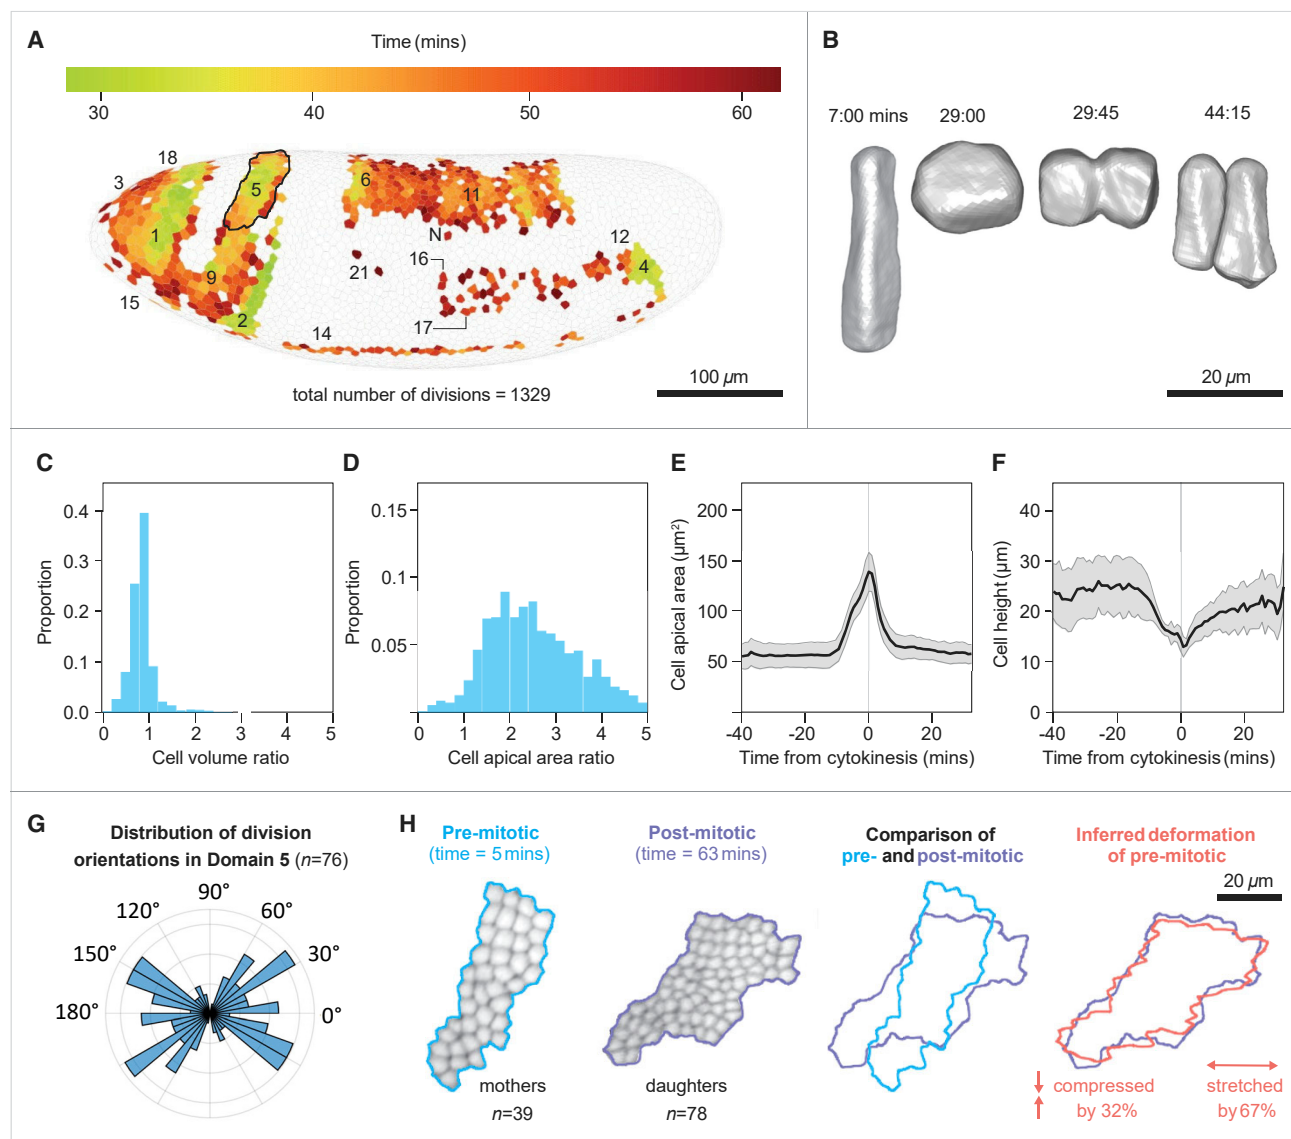 A
Time (mins)
30 40 50 60
18
3
5
6
11
1
N
12
16
9
21
4
15
2
17
14
total number of divisions = 1329
100 µm
B
7:00 mins 29:00 29:45 44:15
20 µm
C
Proportion
0.4
0.3
0.2
0.1
0.0
0 1 2 3 4 5
Cell volume ratio
D
Proportion
0.15
0.1
0.05
0 1 2 3 4 5
Cell apical area ratio
E
Cell apical area (µm²)
200
150
100
50
-40 -20 0 20
Time from cytokinesis (mins)
F
Cell height (µm)
40
30
20
10
0
-40 -20 0 20
Time from cytokinesis (mins)
G
Distribution of division
orientations in Domain 5 (n=76)
90°
120° 60°
150° 30°
180° 0°
H
Pre-mitotic
(time = 5 mins)
mothers
n=39
Post-mitotic
(time = 63 mins)
daughters
n=78
Comparison of
pre- and post-mitotic
Inferred deformation
of pre-mitotic
20 µm
compressed
by 32%
stretched
by 67%